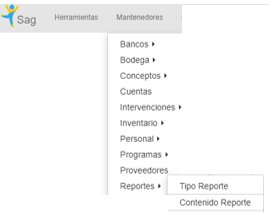 Sag
Herramientas Mantenedores
Bancos
Bodega
Conceptos
Cuentas
Intervenciones
Inventario
Personal
Programas
Proveedores
Reportes
Tipo Reporte
Contenido Reporte